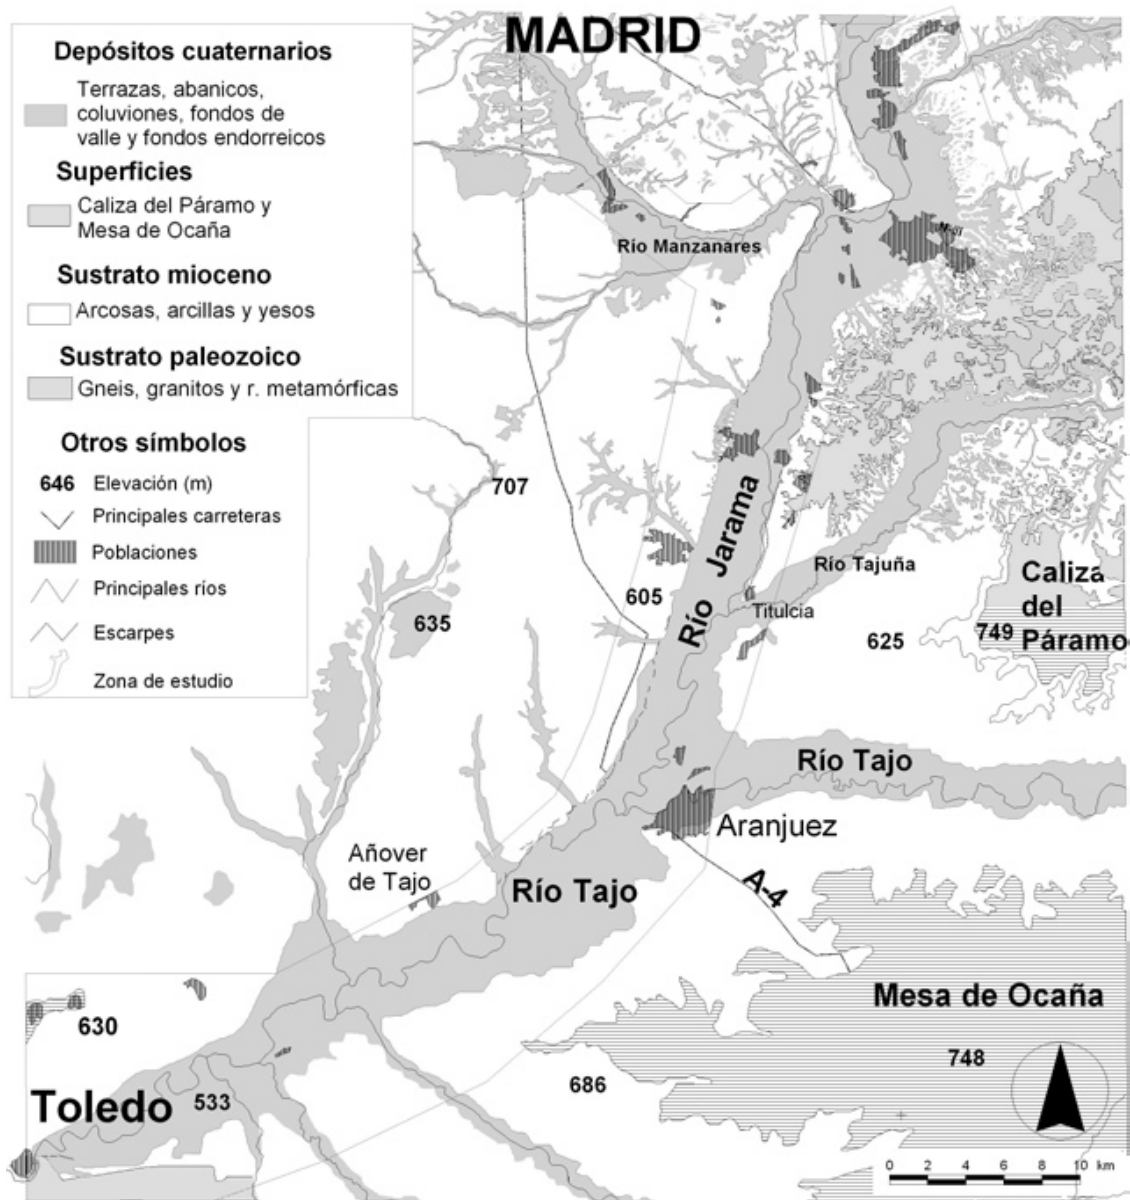 MADRID
Depósitos cuaternarios
Terrazas, abanicos,
coluviones, fondos de
valle y fondos endorreicos
Superficies
Caliza del Páramo y
Mesa de Ocaña
Sustrato mioceno
Arcosas, arcillas y yesos
Sustrato paleozoico
Gneis, granitos y r. metamórficas
Otros símbolos
646 Elevación (m)
Principales carreteras
Poblaciones
Principales ríos
Escarpes
Zona de estudio
Río Manzanares
707
Río Jarama
Río Tajuña
605
Titulcia
635
625
749
Caliza
del
Páramo
Río Tajo
Aranjuez
Añover
de Tajo
Río Tajo
A-4
Mesa de Ocaña
630
748
686
Toledo
533
0 2 4 6 8 10 km